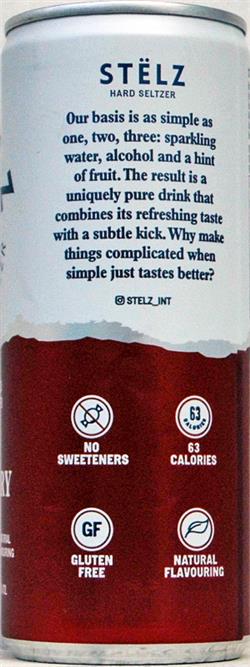 STËLZ
HARD SELTZER
Our basis is as simple as
one, two, three: sparkling
water, alcohol and a hint
of fruit. The result is a
uniquely pure drink that
combines its refreshing taste
with a subtle kick. Why make
things complicated when
simple just tastes better?
STELZ_INT
NO
SWEETENERS
63
CALORIES
63
CALORIES
GF
GLUTEN
FREE
NATURAL
FLAVOURING